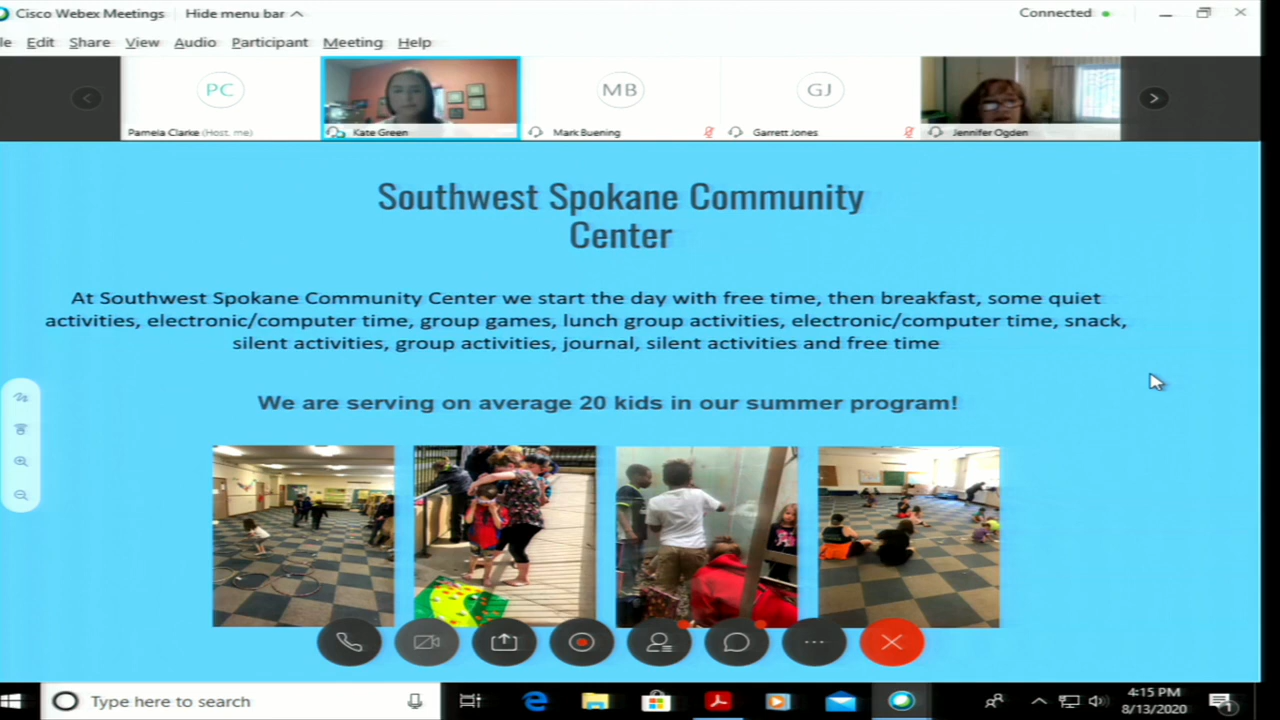 Cisco Webex Meetings Hide menu bar Connected
le Edit Share View Audio Participant Meeting Help
PC MB GJ
Pamela Clarke (Host, me) Kate Green Mark Buening Garrett Jones Jennifer Ogden
Southwest Spokane Community
Center
At Southwest Spokane Community Center we start the day with free time, then breakfast, some quiet
activities, electronic/computer time, group games, lunch group activities, electronic/computer time, snack,
silent activities, group activities, journal, silent activities and free time
We are serving on average 20 kids in our summer program!
Type here to search
4:15 PM
8/13/2020
1